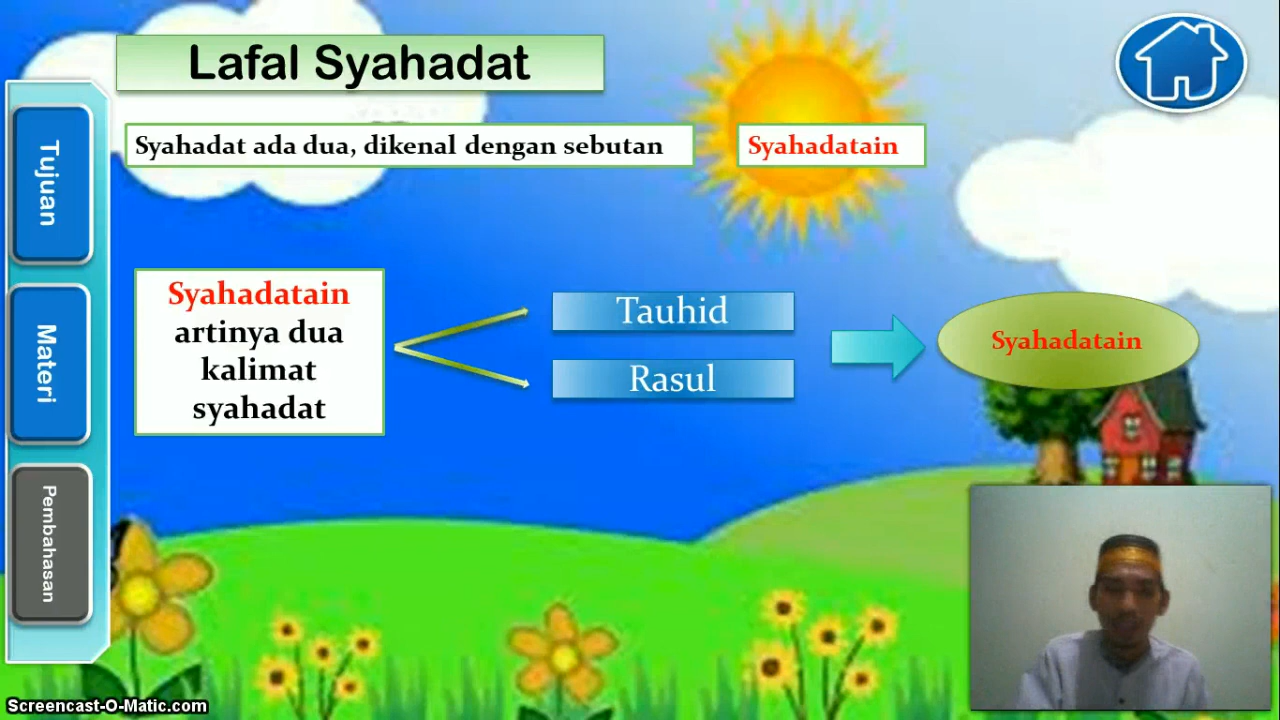 Lafal Syahadat
Syahadat ada dua, dikenal dengan sebutan
Syahadatain
Tujuan
Materi
Pembahasan
Syahadatain
artinya dua
kalimat
syahadat
Tauhid
Rasul
Syahadatain
Screencast-O-Matic.com